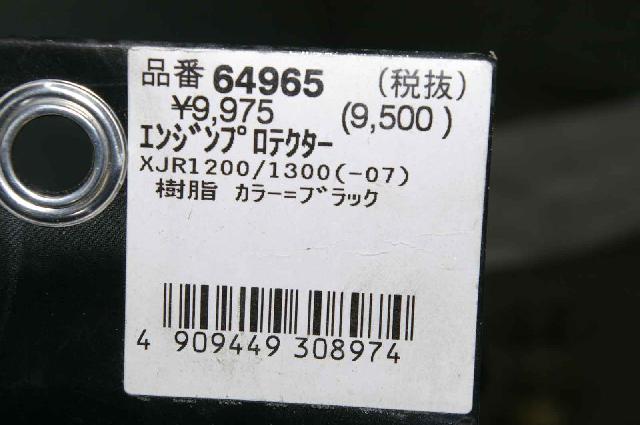 品番 64965 (税抜)
¥9,975 (9,500)
ｴﾝｼﾞﾝﾌﾟﾛﾃｸﾀｰ
XJR1200/1300(-07)
樹脂 ｶﾗｰ=ﾌﾞﾗｯｸ
4 909449 308974